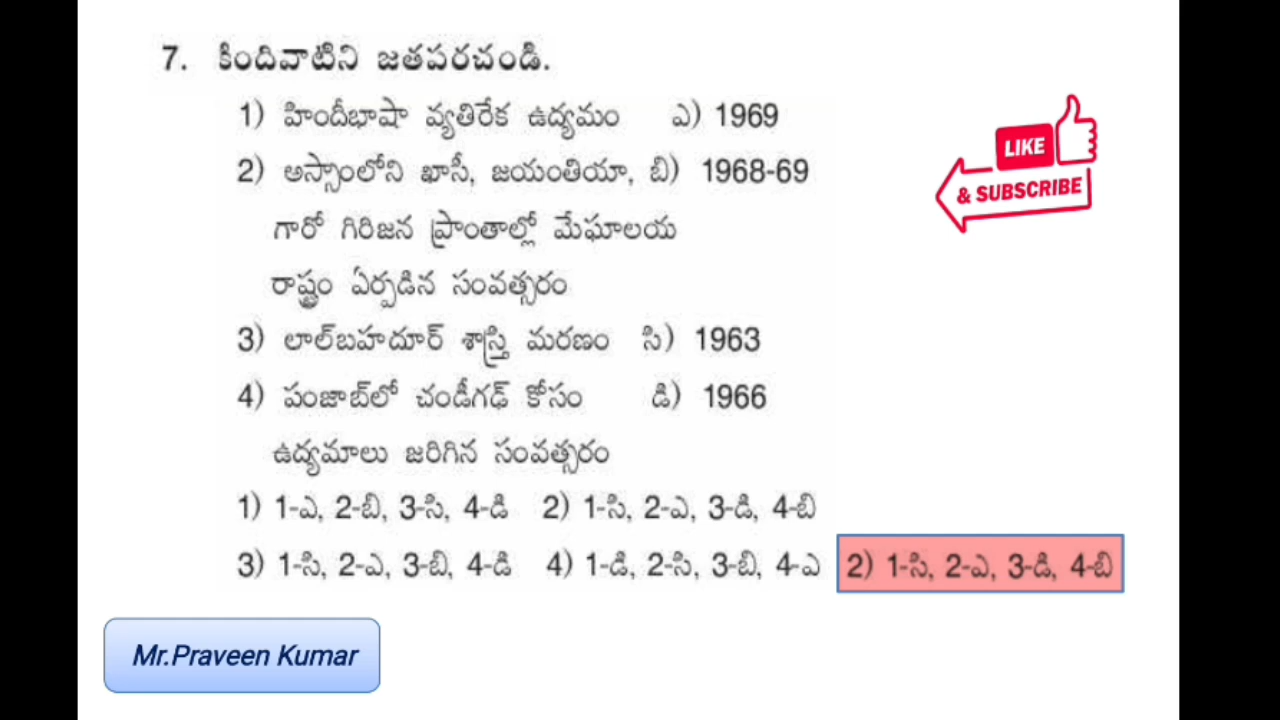 7. కిందివాటిని జతపరచండి.
1) హిందీభాషా వ్యతిరేక ఉద్యమం ఎ) 1969
2) అస్సాంలోని ఖాసీ, జయంతియా, బి) 1968-69
గారో గిరిజన ప్రాంతాల్లో మేఘాలయ
రాష్ట్రం ఏర్పడిన సంవత్సరం
3) లాల్‌బహదూర్ శాస్త్రి మరణం సి) 1963
4) పంజాబ్‌లో చండీగఢ్ కోసం డి) 1966
ఉద్యమాలు జరిగిన సంవత్సరం
1) 1-ఎ, 2-బి, 3-సి, 4-డి 2) 1-సి, 2-ఎ, 3-డి, 4-బి
3) 1-సి, 2-ఎ, 3-బి, 4-డి 4) 1-డి, 2-సి, 3-బి, 4-ఎ 2) 1-సి, 2-ఎ, 3-డి, 4-బి
LIKE
& SUBSCRIBE
Mr.Praveen Kumar